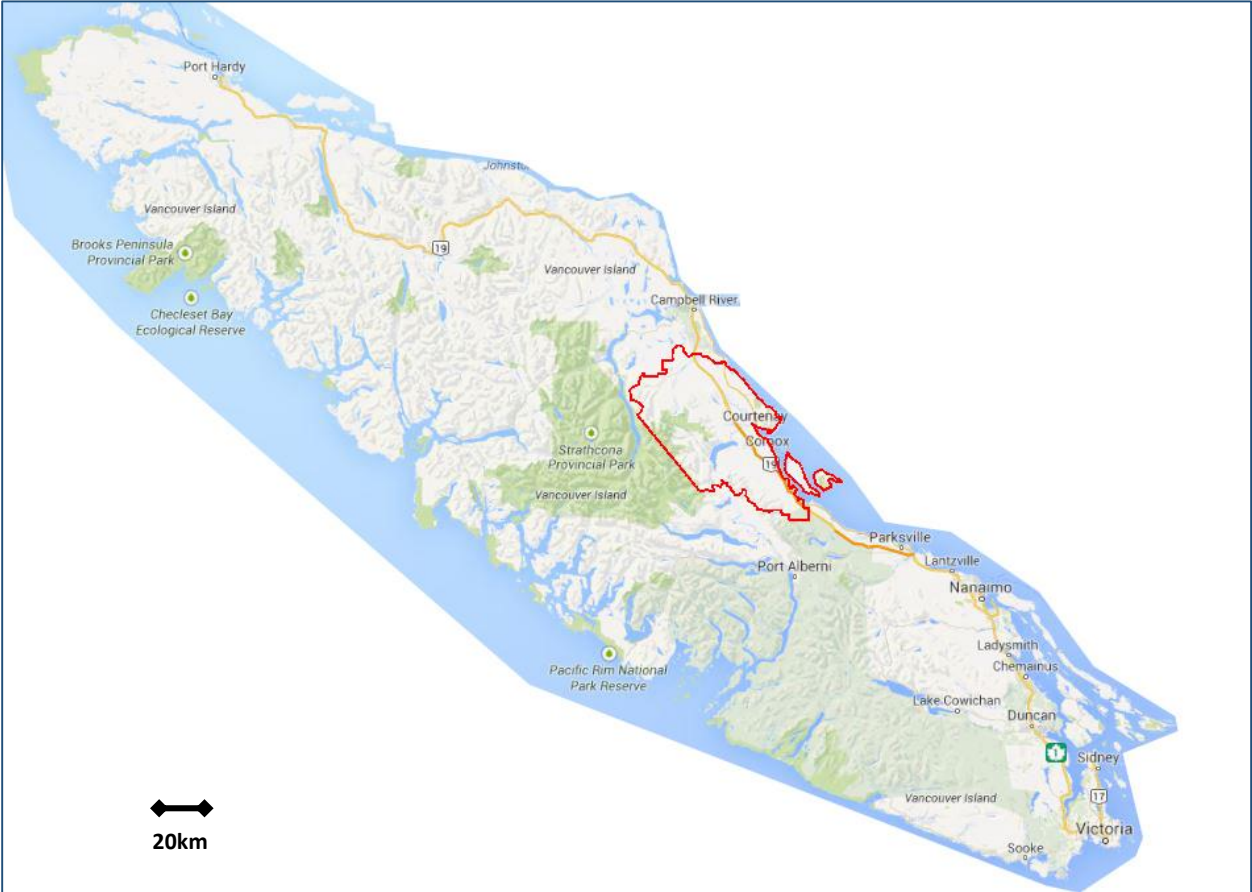 Port Hardy
Johnst
Vancouver Island
Brooks Peninsula
Provincial Park
19
Vancouver Island
Checleset Bay
Ecological Reserve
Campbell River
Courtenay
Comox
Strathcona
Provincial Park
19
Vancouver Island
Parksville
Lantzville
Port Alberni
Nanaimo
Ladysmith
Chemainus
Pacific Rim National
Park Reserve
Lake Cowichan
Duncan
1
Sidney
Vancouver Island
17
20km
Victoria
Sooke